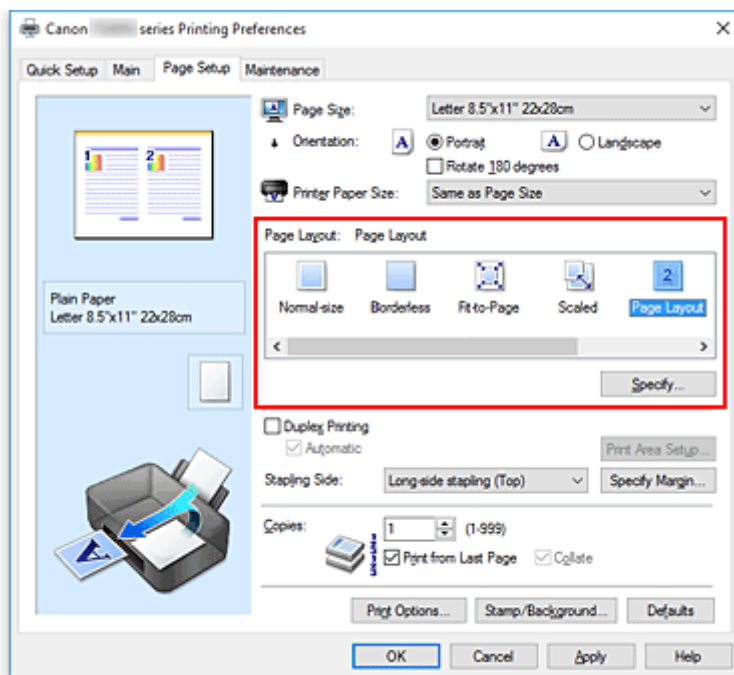 Canon series Printing Preferences
Quick Setup Main Page Setup Maintenance
Page Size: Letter 8.5"x11" 22x28cm
Orientation: A Portrait A Landscape
Rotate 180 degrees
Printer Paper Size: Same as Page Size
1 2
Page Layout: Page Layout
2
Normal-size Borderless Fit-to-Page Scaled Page Layout
Plain Paper
Letter 8.5"x11" 22x28cm
Specify...
Duplex Printing
Automatic Print Area Setup...
Stapling Side: Long-side stapling (Top) Specify Margin...
Copies: 1 (1-999)
Print from Last Page Collate
A
Print Options... Stamp/Background... Defaults
OK Cancel Apply Help